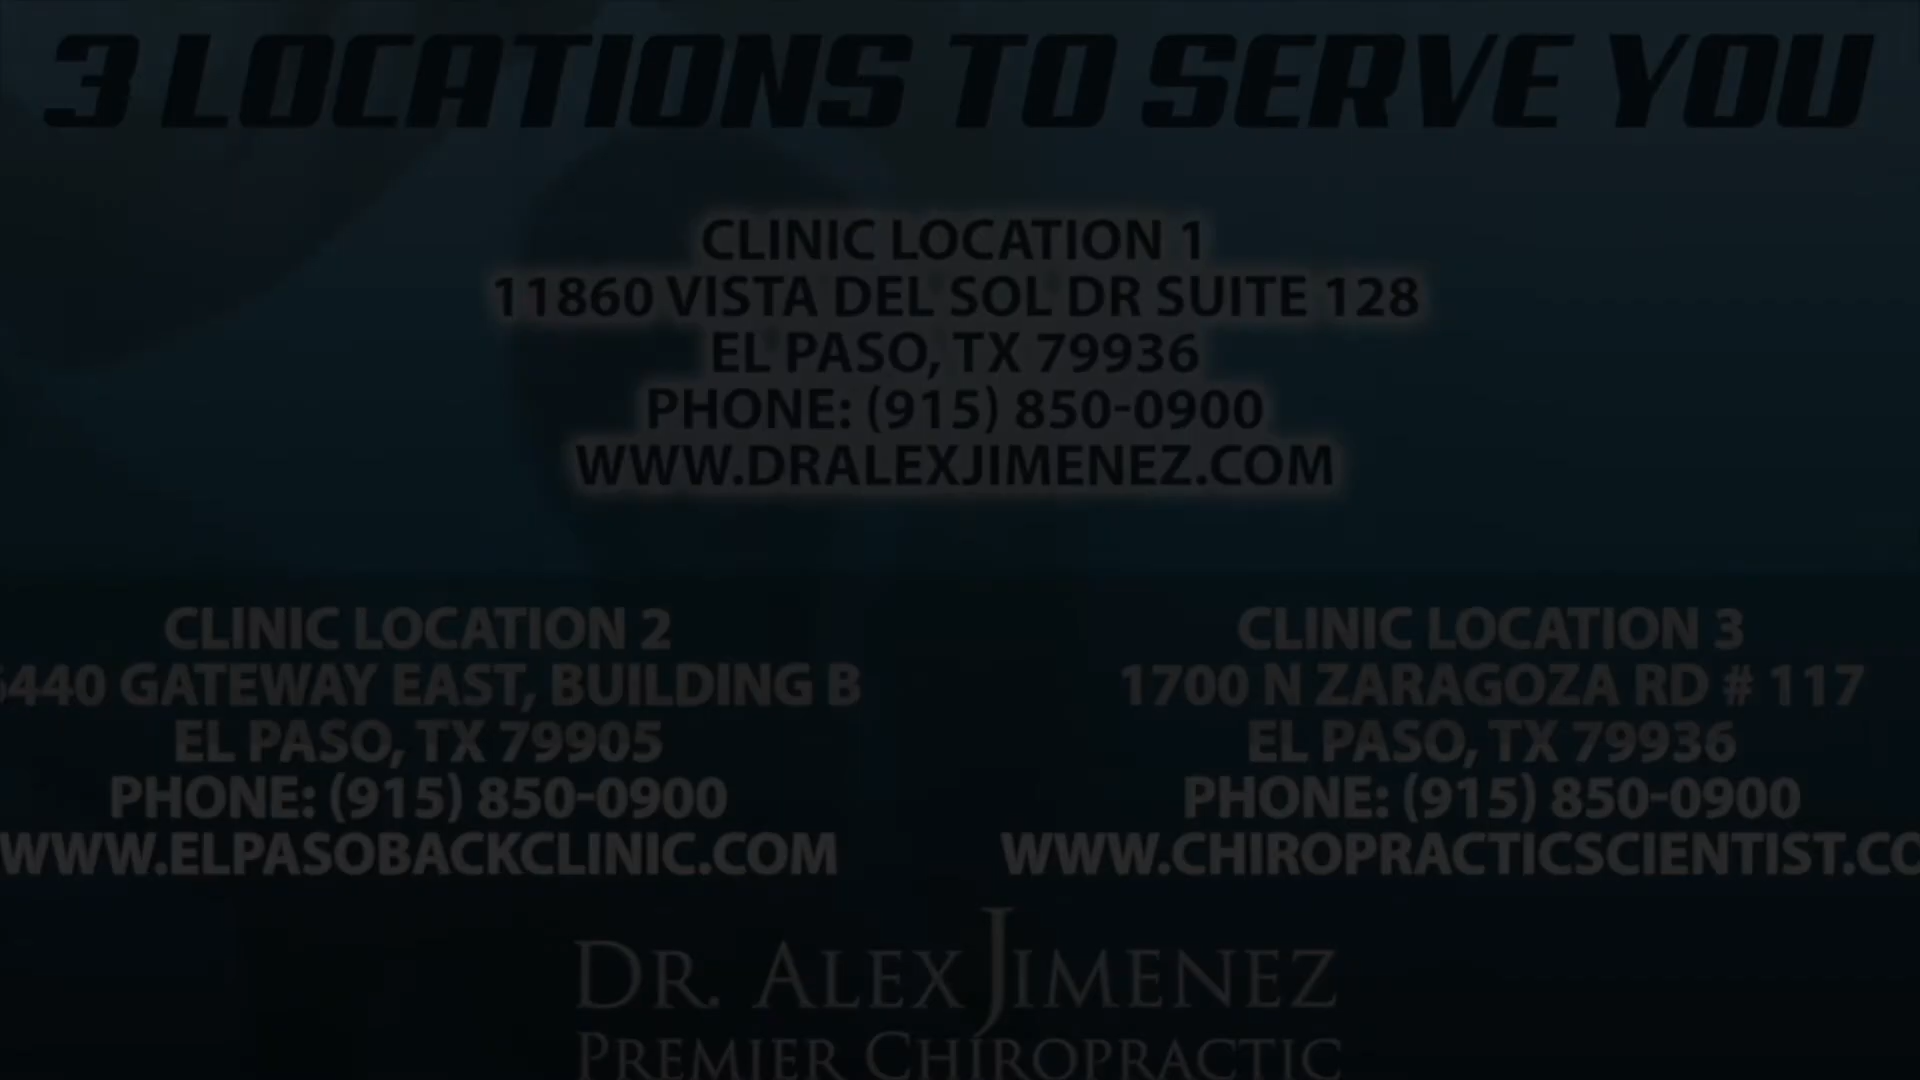 3 LOCATIONS TO SERVE YOU
CLINIC LOCATION 1
11860 VISTA DEL SOL DR SUITE 128
EL PASO, TX 79936
PHONE: (915) 850-0900
WWW.DRALEXJIMENEZ.COM
CLINIC LOCATION 2
6440 GATEWAY EAST, BUILDING B
EL PASO, TX 79905
PHONE: (915) 850-0900
WWW.ELPASOBACKCLINIC.COM
CLINIC LOCATION 3
1700 N ZARAGOZA RD # 117
EL PASO, TX 79936
PHONE: (915) 850-0900
WWW.CHIROPRACTICSCIENTIST.CO
DR. ALEX JIMENEZ
PREMIER CHIROPRACTIC